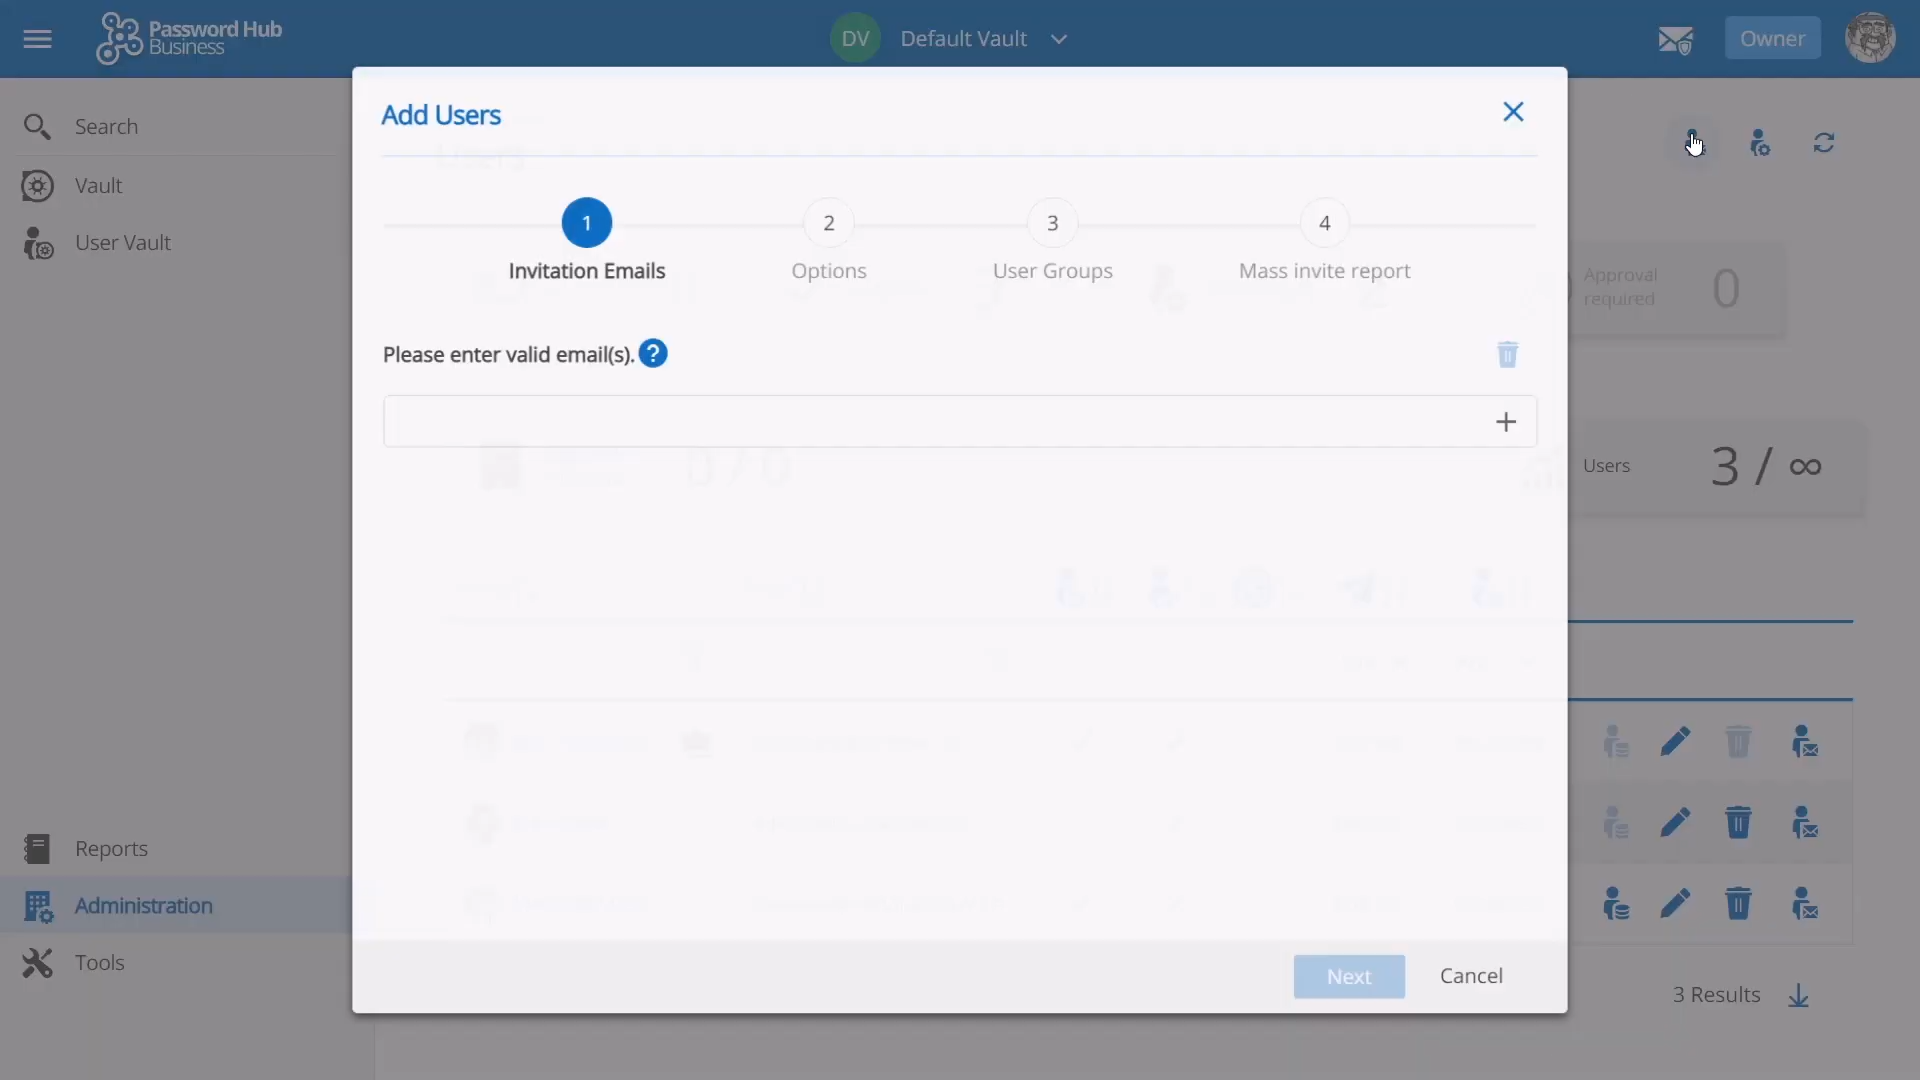 Password Hub
Business
DV Default Vault
Owner
Search
Vault
User Vault
Reports
Administration
Tools
Add Users
Users
1 2 3 4
Invitation Emails Options User Groups Mass invite report
Please enter valid email(s). ?
+
Approval
required 0
Users 3 / ∞
Next Cancel
3 Results